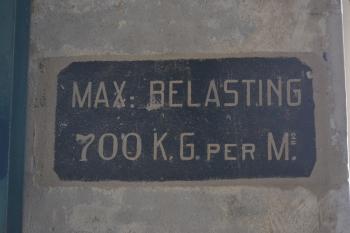 MAX: BELASTING
700 K.G. PER M².